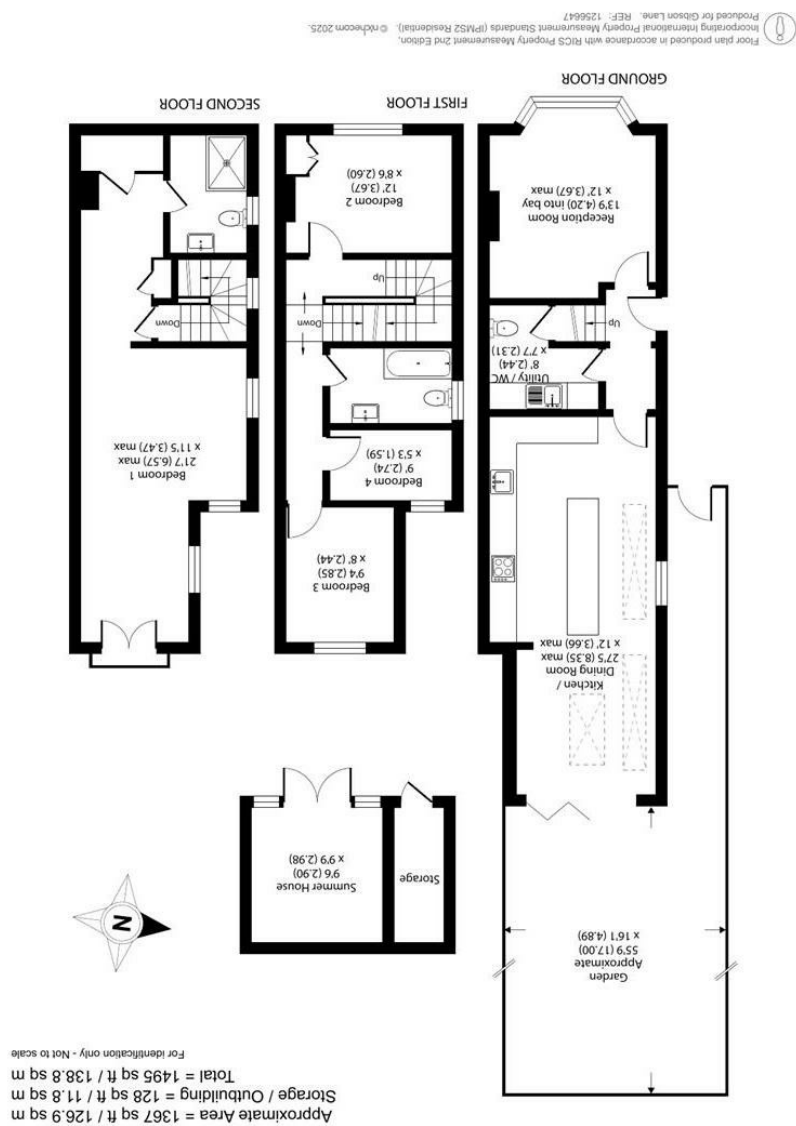 Approximate Area = 1367 sq ft / 126.9 sq m
Storage / Outbuilding = 128 sq ft / 11.8 sq m
Total = 1495 sq ft / 138.8 sq m
For identification only - Not to scale
Garden
Approximate
55'9 (17.00)
x 16'1 (4.89)
Storage
Summer House
9'6 (2.90)
x 9'9 (2.98)
N
Kitchen /
Dining Room
27'5 (8.35) max
x 12' (3.66) max
Bedroom 3
9'4 (2.85)
x 8' (2.44)
Bedroom 4
9' (2.74)
x 5'3 (1.59)
Bedroom 1
21'7 (6.57) max
x 11'5 (3.47) max
Utility / WC
8' (2.44)
x 7'7 (2.31)
Up
Down
Up
Down
Reception Room
13'9 (4.20) into bay
x 12' (3.67) max
Bedroom 2
12' (3.67)
x 8'6 (2.60)
GROUND FLOOR
FIRST FLOOR
SECOND FLOOR
Floor plan produced in accordance with RICS Property Measurement 2nd Edition,
Incorporating International Property Measurement Standards (IPMS2 Residential). ©nichecom 2025.
Produced for Gibson Lane. REF: 1256647